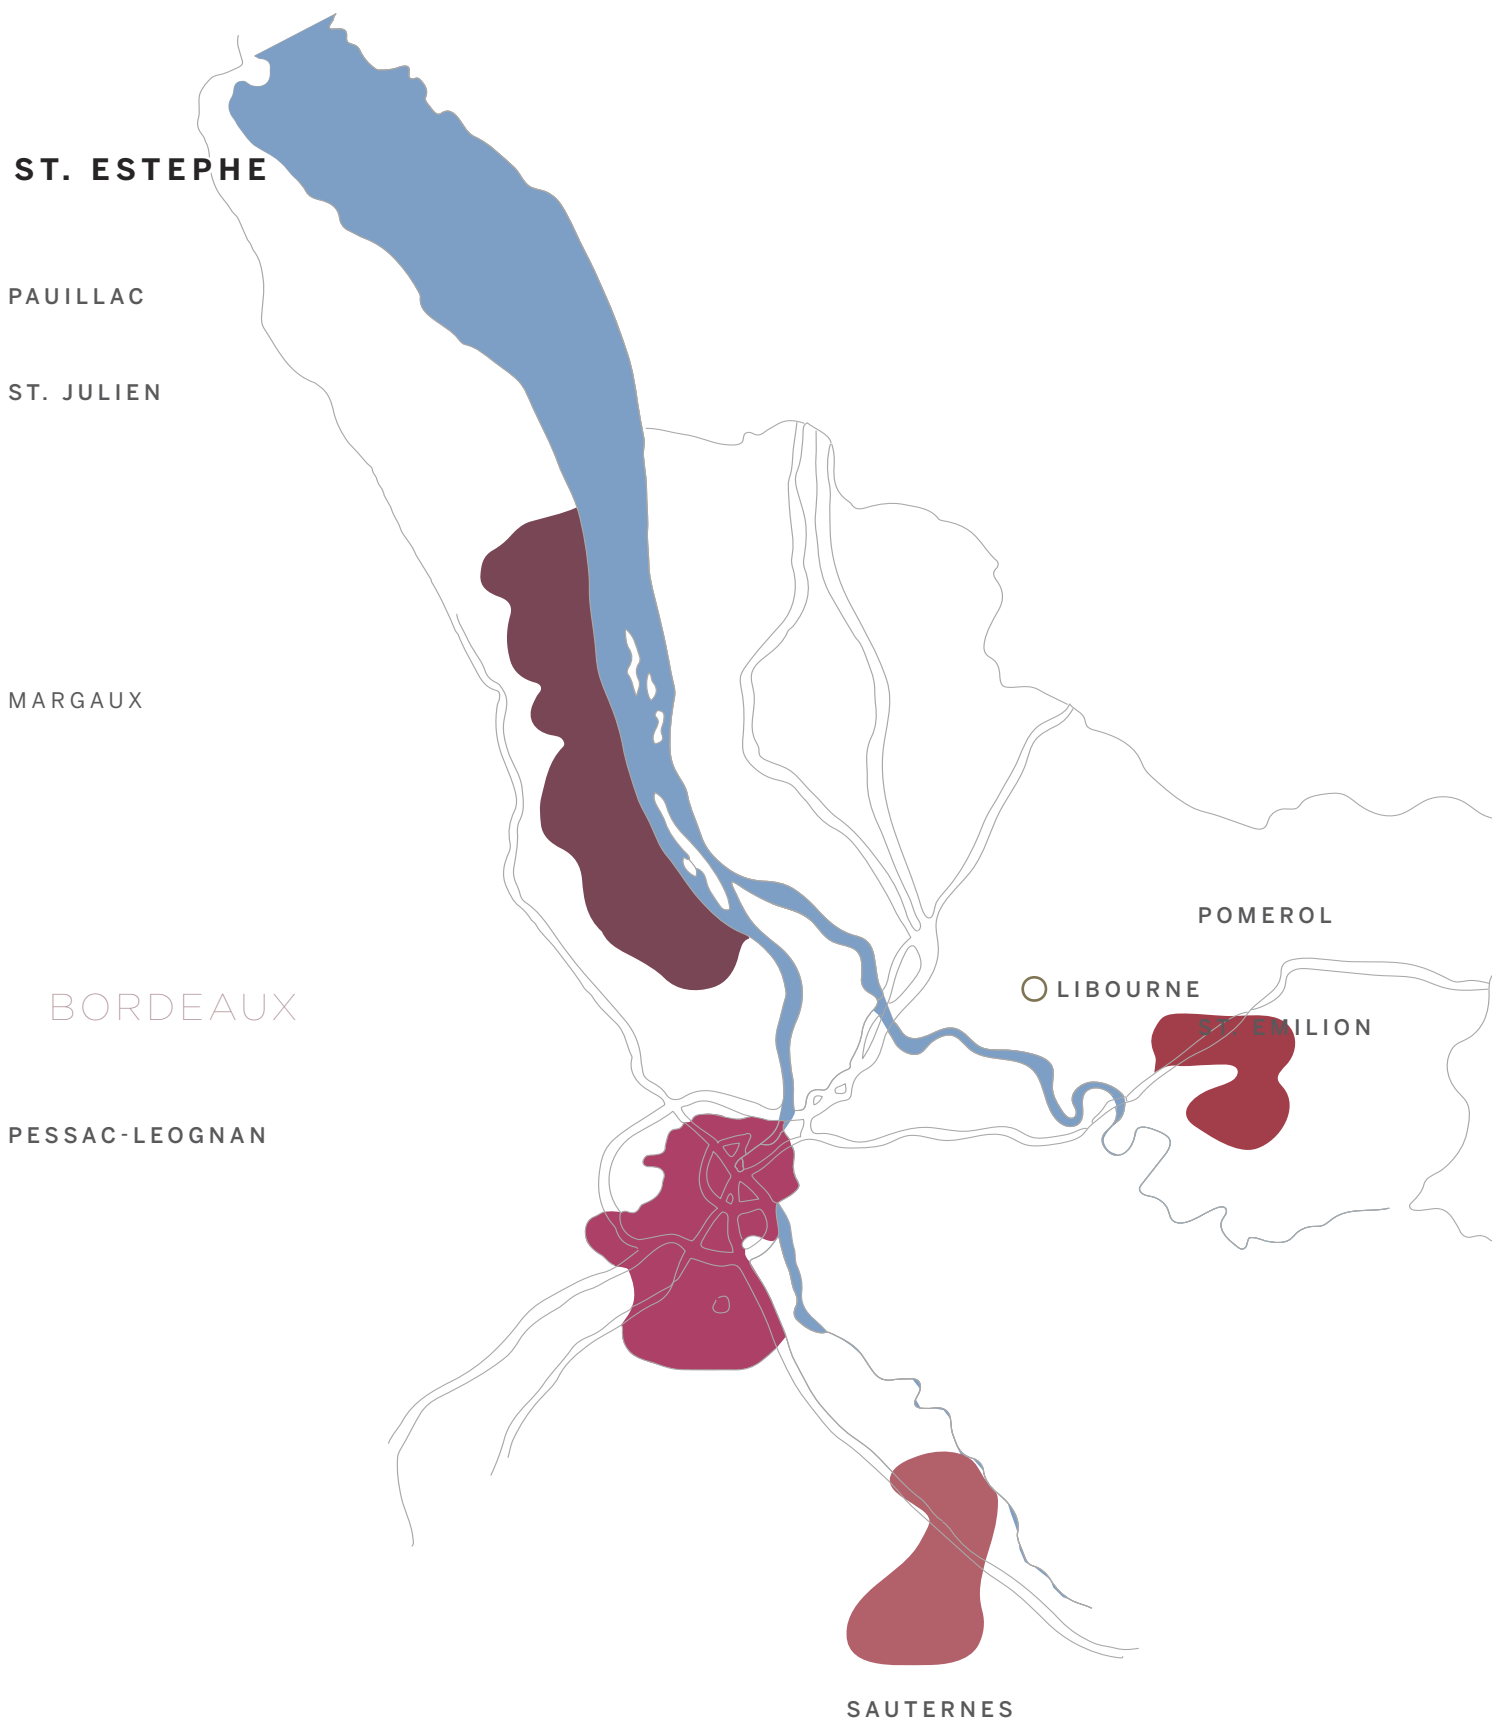 ST. ESTEPHE
PAUILLAC
ST. JULIEN
MARGAUX
POMEROL
LIBOURNE
BORDEAUX
ST. EMILION
PESSAC-LEOGNAN
SAUTERNES